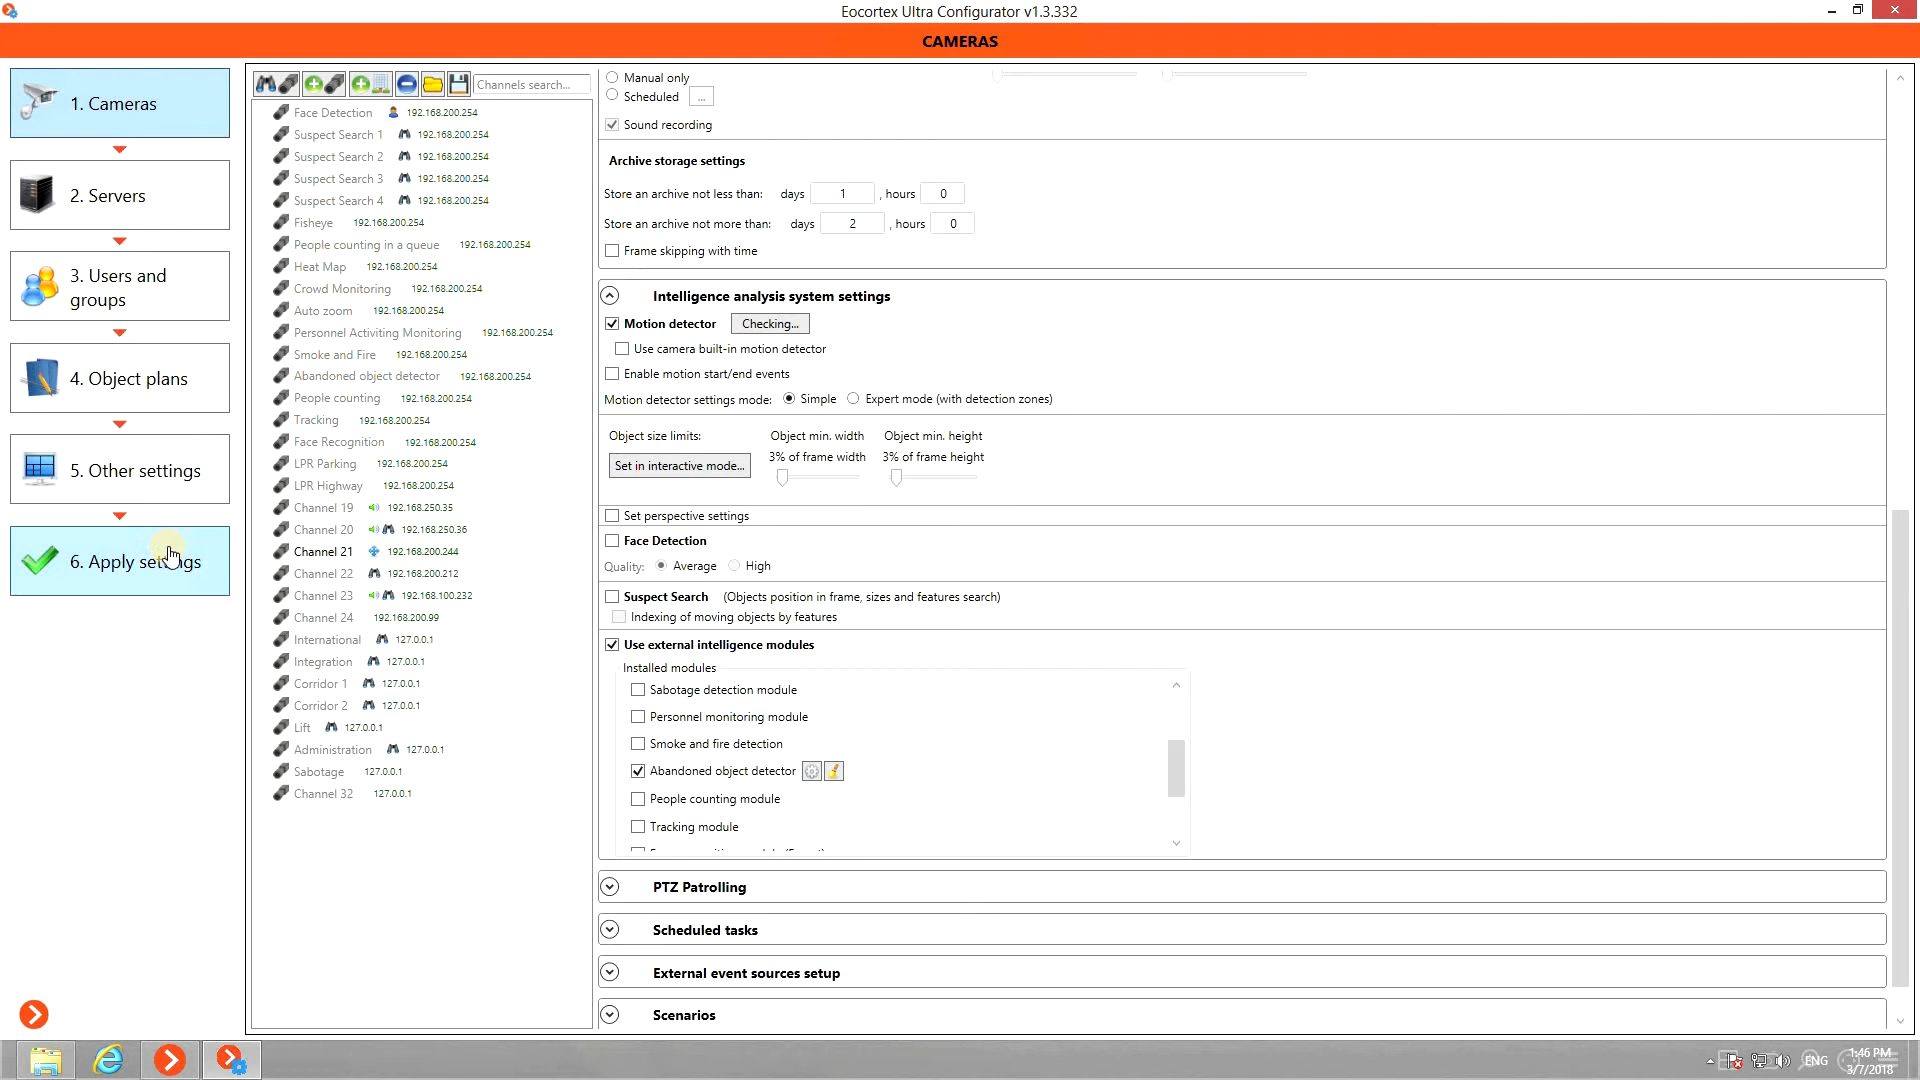 Eocortex Ultra Configurator v1.3.332
CAMERAS
1. Cameras
2. Servers
3. Users and
groups
4. Object plans
5. Other settings
6. Apply settings
Channels search...
Face Detection 192.168.200.254
Suspect Search 1 192.168.200.254
Suspect Search 2 192.168.200.254
Suspect Search 3 192.168.200.254
Suspect Search 4 192.168.200.254
Fisheye 192.168.200.254
People counting in a queue 192.168.200.254
Heat Map 192.168.200.254
Crowd Monitoring 192.168.200.254
Auto zoom 192.168.200.254
Personnel Activiting Monitoring 192.168.200.254
Smoke and Fire 192.168.200.254
Abandoned object detector 192.168.200.254
People counting 192.168.200.254
Tracking 192.168.200.254
Face Recognition 192.168.200.254
LPR Parking 192.168.200.254
LPR Highway 192.168.200.254
Channel 19 192.168.250.35
Channel 20 192.168.250.36
Channel 21 192.168.200.244
Channel 22 192.168.200.212
Channel 23 192.168.100.232
Channel 24 192.168.200.99
International 127.0.0.1
Integration 127.0.0.1
Corridor 1 127.0.0.1
Corridor 2 127.0.0.1
Lift 127.0.0.1
Administration 127.0.0.1
Sabotage 127.0.0.1
Channel 32 127.0.0.1
Manual only
Scheduled ...
Sound recording
Archive storage settings
Store an archive not less than: days 1 , hours 0
Store an archive not more than: days 2 , hours 0
Frame skipping with time
Intelligence analysis system settings
Motion detector Checking...
Use camera built-in motion detector
Enable motion start/end events
Motion detector settings mode: Simple Expert mode (with detection zones)
Object size limits: Object min. width Object min. height
3% of frame width 3% of frame height
Set in interactive mode...
Set perspective settings
Face Detection
Quality: Average High
Suspect Search (Objects position in frame, sizes and features search)
Indexing of moving objects by features
Use external intelligence modules
Installed modules
Sabotage detection module
Personnel monitoring module
Smoke and fire detection
Abandoned object detector
People counting module
Tracking module
PTZ Patrolling
Scheduled tasks
External event sources setup
Scenarios
ENG
1:46 PM
3/7/2018